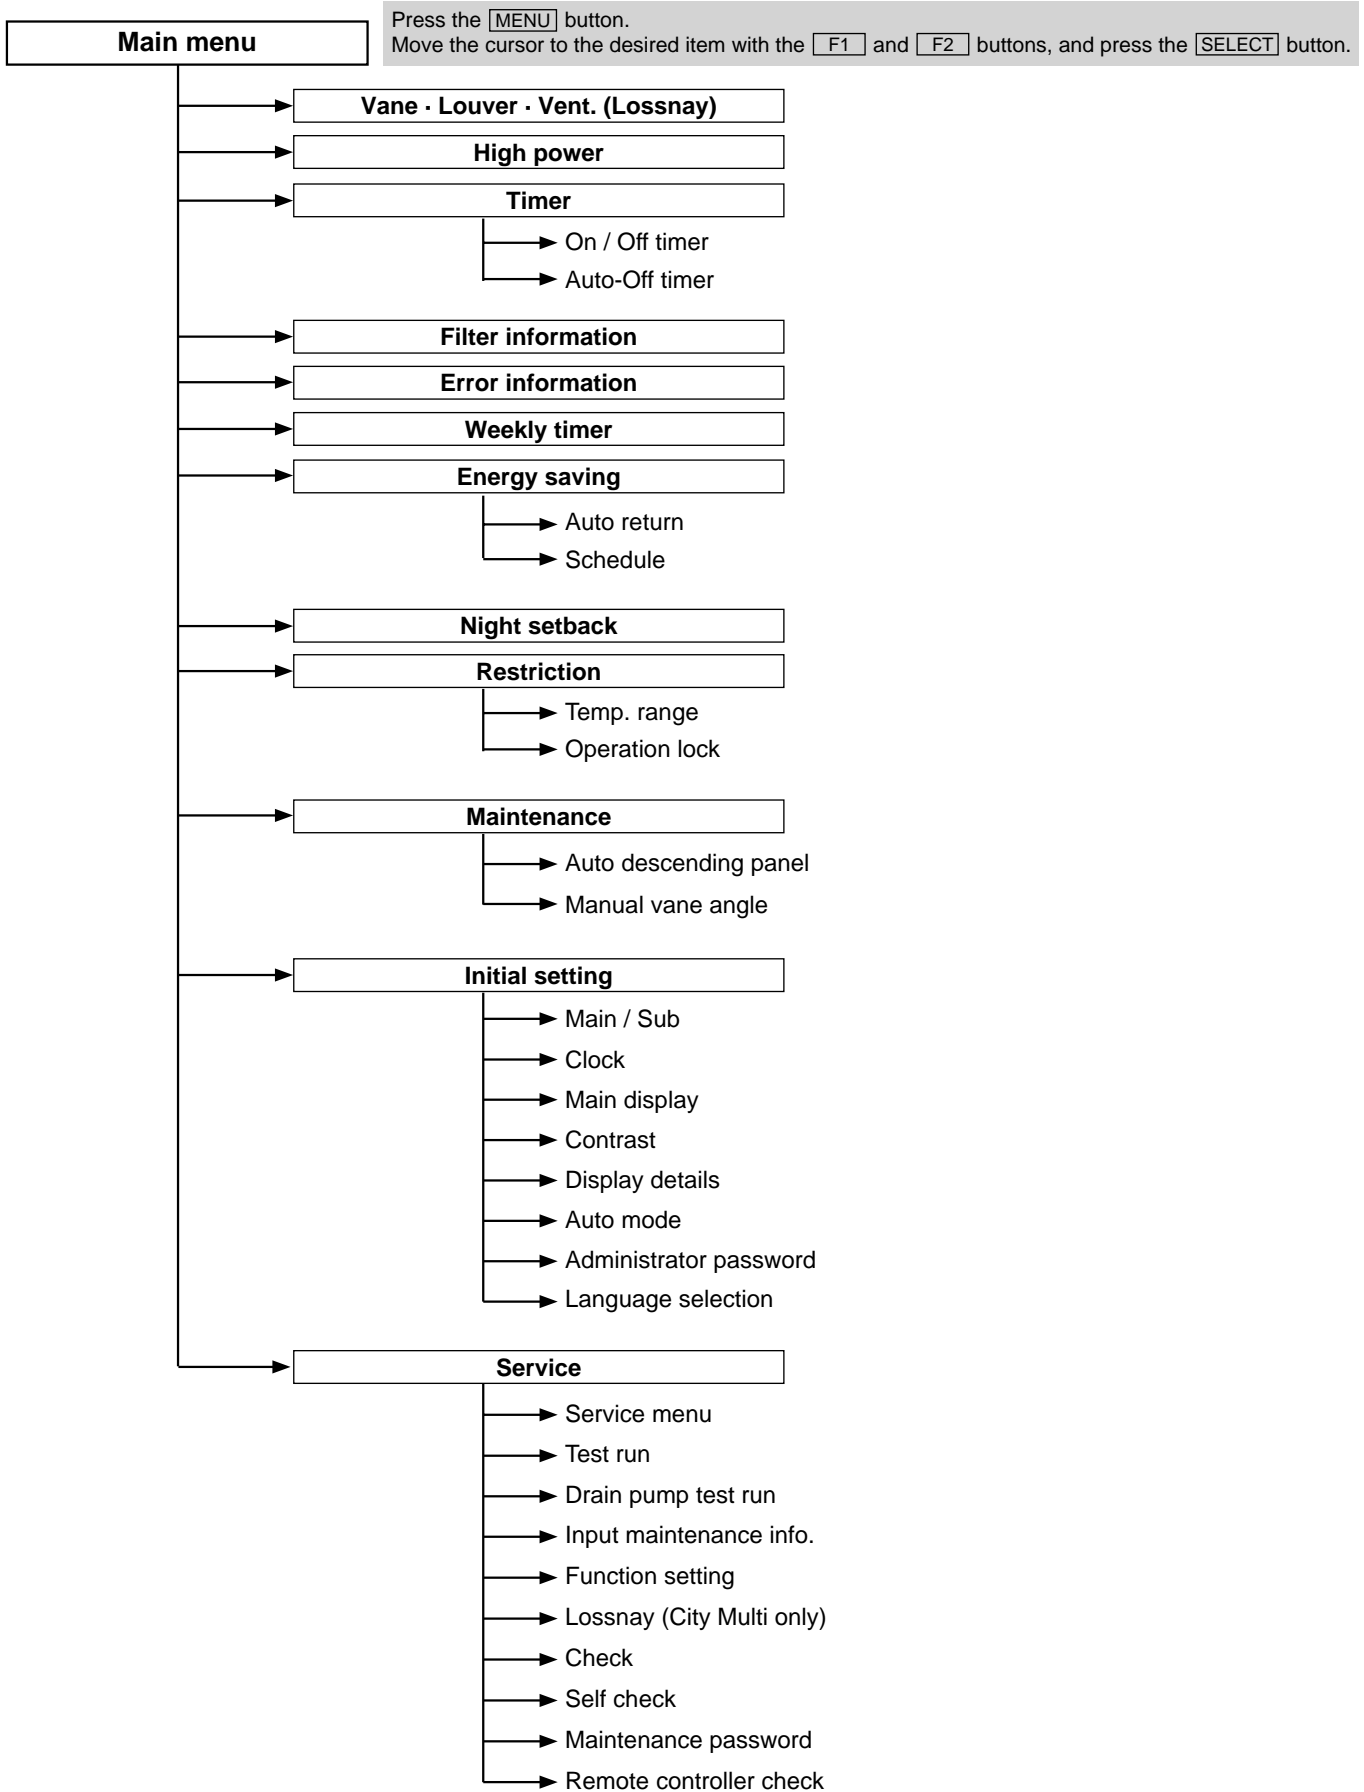 Main menu
Press the MENU button.
Move the cursor to the desired item with the F1 and F2 buttons, and press the SELECT button.
Vane · Louver · Vent. (Lossnay)
High power
Timer
On / Off timer
Auto-Off timer
Filter information
Error information
Weekly timer
Energy saving
Auto return
Schedule
Night setback
Restriction
Temp. range
Operation lock
Maintenance
Auto descending panel
Manual vane angle
Initial setting
Main / Sub
Clock
Main display
Contrast
Display details
Auto mode
Administrator password
Language selection
Service
Service menu
Test run
Drain pump test run
Input maintenance info.
Function setting
Lossnay (City Multi only)
Check
Self check
Maintenance password
Remote controller check